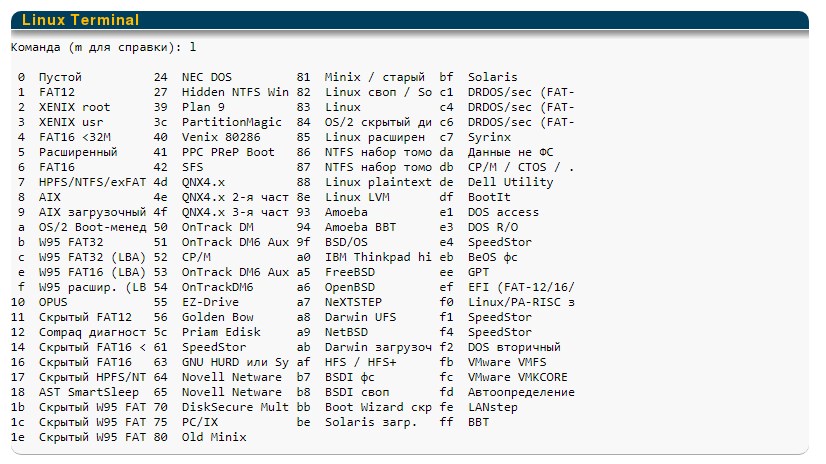 Linux Terminal
Команда (m для справки): l
0 Пустой 24 NEC DOS 81 Minix / старый bf Solaris
1 FAT12 27 Hidden NTFS Win 82 Linux своп / So c1 DRDOS/sec (FAT-
2 XENIX root 39 Plan 9 83 Linux c4 DRDOS/sec (FAT-
3 XENIX usr 3c PartitionMagic 84 OS/2 скрытый ди c6 DRDOS/sec (FAT-
4 FAT16 <32M 40 Venix 80286 85 Linux расширен c7 Syrinx
5 Расширенный 41 PPC PReP Boot 86 NTFS набор томо da Данные не ФС
6 FAT16 42 SFS 87 NTFS набор томо db CP/M / CTOS / .
7 HPFS/NTFS/exFAT 4d QNX4.x 88 Linux plaintext de Dell Utility
8 AIX 4e QNX4.x 2-я част 8e Linux LVM df BootIt
9 AIX загрузочный 4f QNX4.x 3-я част 93 Amoeba e1 DOS access
a OS/2 Boot-менед 50 OnTrack DM 94 Amoeba BBT e3 DOS R/O
b W95 FAT32 51 OnTrack DM6 Aux 9f BSD/OS e4 SpeedStor
c W95 FAT32 (LBA) 52 CP/M a0 IBM Thinkpad hi eb BeOS фс
e W95 FAT16 (LBA) 53 OnTrack DM6 Aux a5 FreeBSD ee GPT
f W95 расшир. (LB 54 OnTrackDM6 a6 OpenBSD ef EFI (FAT-12/16/
10 OPUS 55 EZ-Drive a7 NeXTSTEP f0 Linux/PA-RISC з
11 Скрытый FAT12 56 Golden Bow a8 Darwin UFS f1 SpeedStor
12 Compaq диагност 5c Priam Edisk a9 NetBSD f4 SpeedStor
14 Скрытый FAT16 < 61 SpeedStor ab Darwin загрузоч f2 DOS вторичный
16 Скрытый FAT16 63 GNU HURD или Sy af HFS / HFS+ fb VMware VMFS
17 Скрытый HPFS/NT 64 Novell Netware b7 BSDI фс fc VMware VMKCORE
18 AST SmartSleep 65 Novell Netware b8 BSDI своп fd Автоопределение
1b Скрытый W95 FAT 70 DiskSecure Mult bb Boot Wizard скр fe LANstep
1c Скрытый W95 FAT 75 PC/IX be Solaris загр. ff BBT
1e Скрытый W95 FAT 80 Old Minix